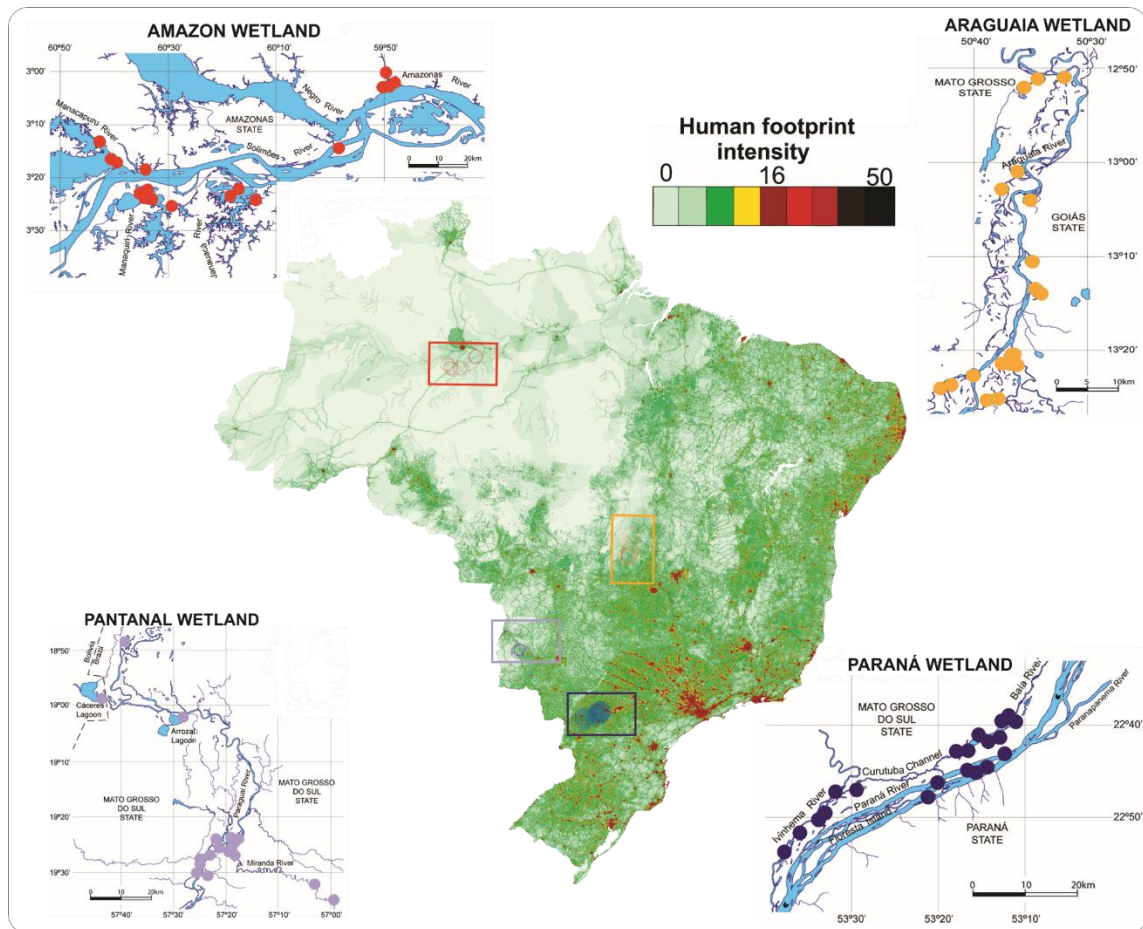 AMAZON WETLAND
60°50'
60°30'
60°10'
59°50'
3°00'
3°10'
3°20'
3°30'
Amazonas
River
Negro River
Manacapuru River
AMAZONAS
STATE
Solimões River
Manaquiri River
0 10 20km
Human footprint
intensity
0 16 50
ARAGUAIA WETLAND
50°40'
50°30'
12°50'
MATO GROSSO
STATE
Araguaia River
13°00'
GOIÁS
STATE
13°10'
13°20'
0 5 10km
PANTANAL WETLAND
18°50'
Bolívia
19°00'
Cáceres
Lagoon
Arrozal
Lagoon
19°10'
Paraguai River
MATO GROSSO
DO SUL
STATE
MATO GROSSO
DO SUL
STATE
19°20'
Miranda River
19°30'
0 10 20km
57°40'
57°30'
57°20'
57°00'
PARANÁ WETLAND
MATO GROSSO
DO SUL
STATE
Baía River
Paranapanema River
22°40'
Curutuba Channel
Ivinhema River
Paraná River
Floresta Island
PARANÁ
STATE
22°50'
0 10 20km
53°30'
53°20'
53°10'